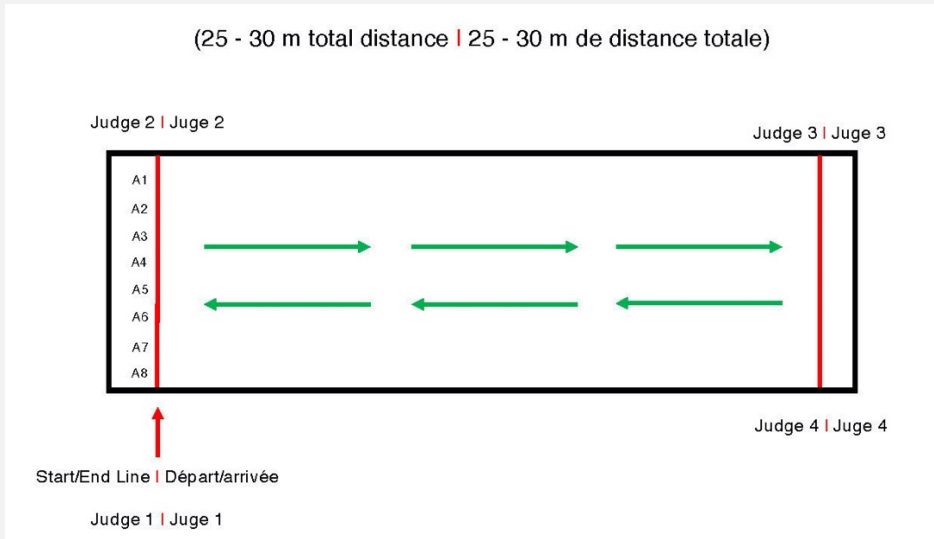 (25 - 30 m total distance | 25 - 30 m de distance totale)
Judge 2 | Juge 2
Judge 3 | Juge 3
A1
A2
A3
A4
A5
A6
A7
A8
Judge 4 | Juge 4
Start/End Line | Départ/arrivée
Judge 1 | Juge 1